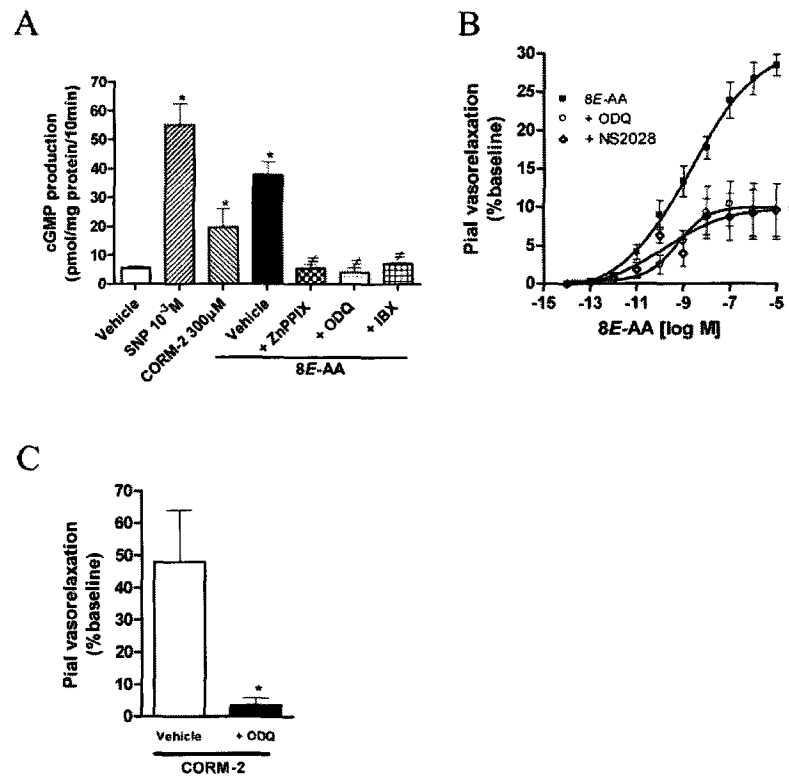 A
cGMP production
(pmol/mg protein/10min)
70
60
50
40
30
20
10
0
*
*
*
≠
≠
≠
Vehicle
SNP 10⁻³M
CORM-2 300µM
Vehicle
+ ZnPPIX
+ ODQ
+ IBX
8E-AA
B
Pial vasorelaxation
(%baseline)
30
25
20
15
10
5
0
8E-AA
+ ODQ
+ NS2028
-15
-13
-11
-9
-7
-5
8E-AA [log M]
C
Pial vasorelaxation
(%baseline)
70
60
50
40
30
20
10
0
*
Vehicle
+ ODQ
CORM-2